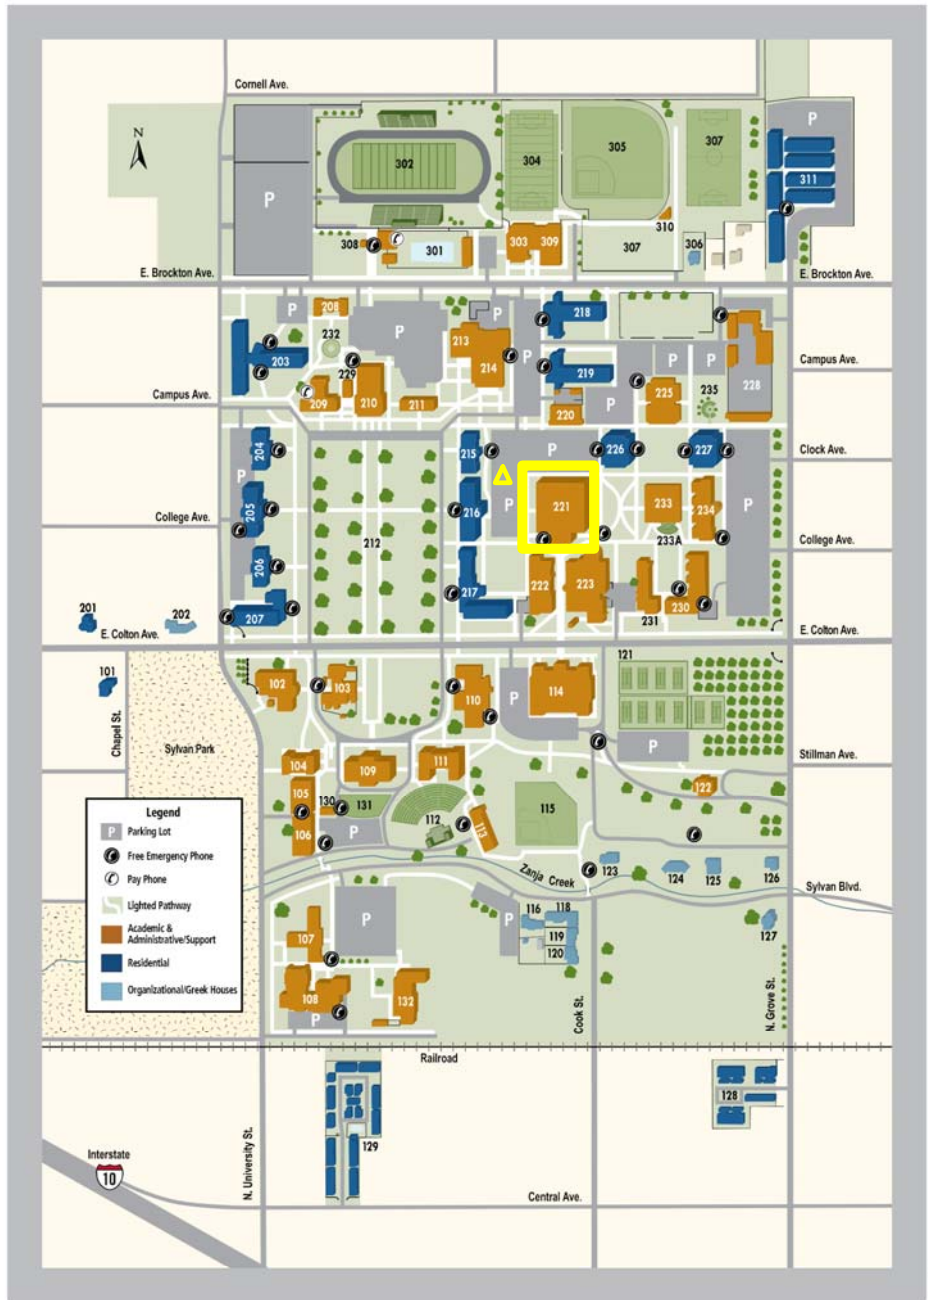 Cornell Ave.
N
P
302
304
305
307
P
311
P
308
301
303
309
310
307
306
E. Brockton Ave.
E. Brockton Ave.
P
208
232
P
P
213
214
P
218
203
229
Campus Ave.
219
P
P
228
Campus Ave.
209
210
211
220
P
225
235
204
P
215
P
226
227
Clock Ave.
College Ave.
205
212
216
P
221
233
234
233A
P
College Ave.
206
222
223
201
202
207
217
231
230
E. Colton Ave.
E. Colton Ave.
101
102
103
110
P
114
121
Chapel St.
Sylvan Park
P
Stillman Ave.
104
109
111
122
105
130
131
112
113
115
106
P
Legend
P Parking Lot
Free Emergency Phone
Pay Phone
Lighted Pathway
Academic &
Administrative/Support
Residential
Organizational/Greek Houses
Zanja Creek
123
124
125
126
Sylvan Blvd.
P
P
116
118
119
120
127
107
108
P
132
Cook St.
N. Grove St.
Railroad
128
129
N. University St.
Interstate
10
Central Ave.